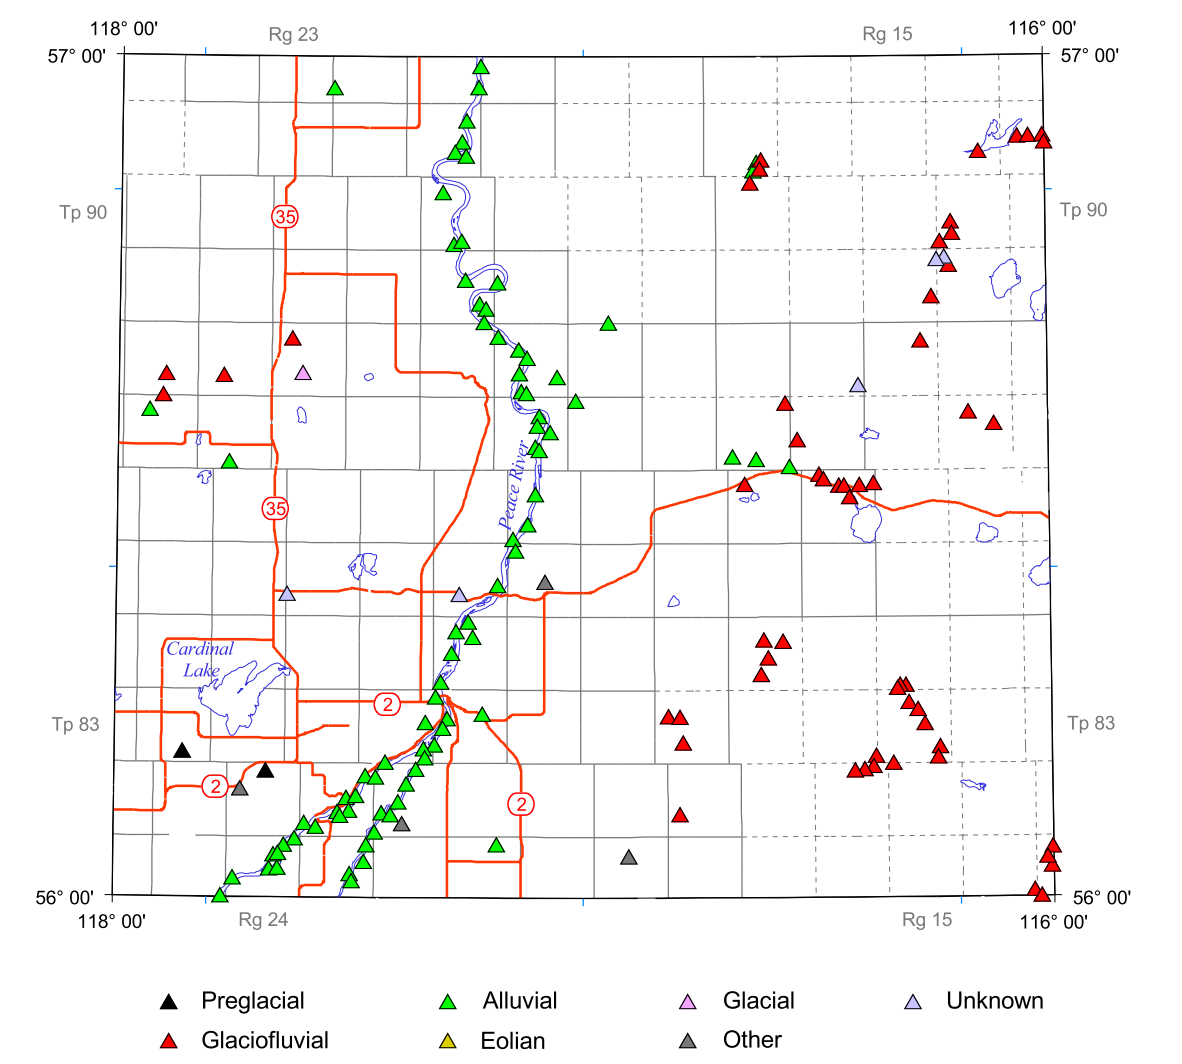 118° 00'
Rg 23
Rg 15
116° 00'
57° 00'
57° 00'
Tp 90
35
Tp 90
35
Peace River
Cardinal
Lake
2
Tp 83
Tp 83
2
2
56° 00'
56° 00'
118° 00'
Rg 24
Rg 15
116° 00'
Preglacial
Alluvial
Glacial
Unknown
Glaciofluvial
Eolian
Other